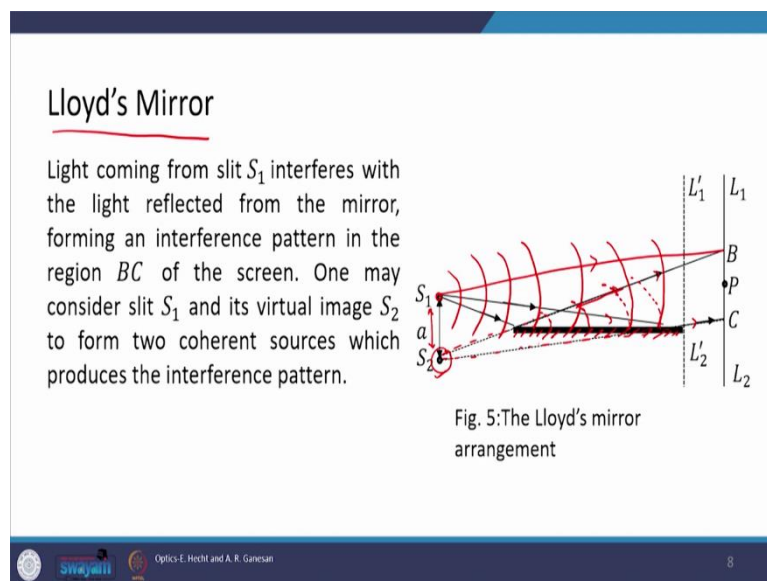 Lloyd's Mirror
Light coming from slit S₁ interferes with
the light reflected from the mirror,
forming an interference pattern in the
region BC of the screen. One may
consider slit S₁ and its virtual image S₂
to form two coherent sources which
produces the interference pattern.
L′₁ L₁
B
S₁
P
a
C
S₂
L′₂
L₂
Fig. 5:The Lloyd's mirror
arrangement
swayam
Optics-E. Hecht and A. R. Ganesan
8